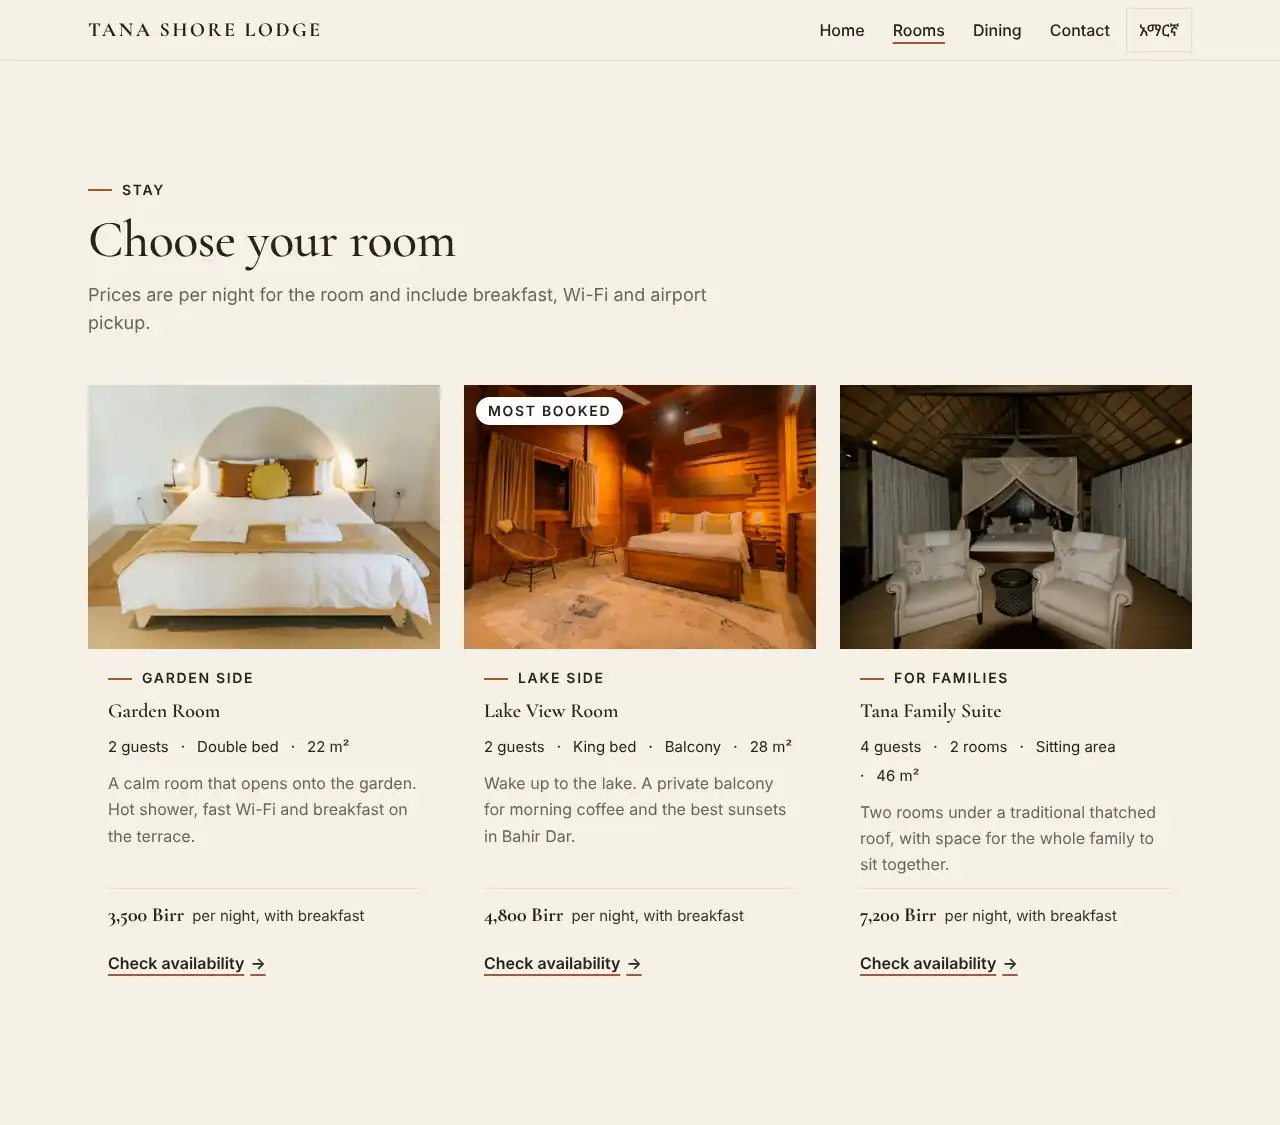 TANA SHORE LODGE
Home Rooms Dining Contact አማርኛ
STAY
Choose your room
Prices are per night for the room and include breakfast, Wi-Fi and airport
pickup.
MOST BOOKED
GARDEN SIDE
Garden Room
2 guests · Double bed · 22 m²
A calm room that opens onto the garden.
Hot shower, fast Wi-Fi and breakfast on
the terrace.
3,500 Birr per night, with breakfast
Check availability →
LAKE SIDE
Lake View Room
2 guests · King bed · Balcony · 28 m²
Wake up to the lake. A private balcony
for morning coffee and the best sunsets
in Bahir Dar.
4,800 Birr per night, with breakfast
Check availability →
FOR FAMILIES
Tana Family Suite
4 guests · 2 rooms · Sitting area
· 46 m²
Two rooms under a traditional thatched
roof, with space for the whole family to
sit together.
7,200 Birr per night, with breakfast
Check availability →